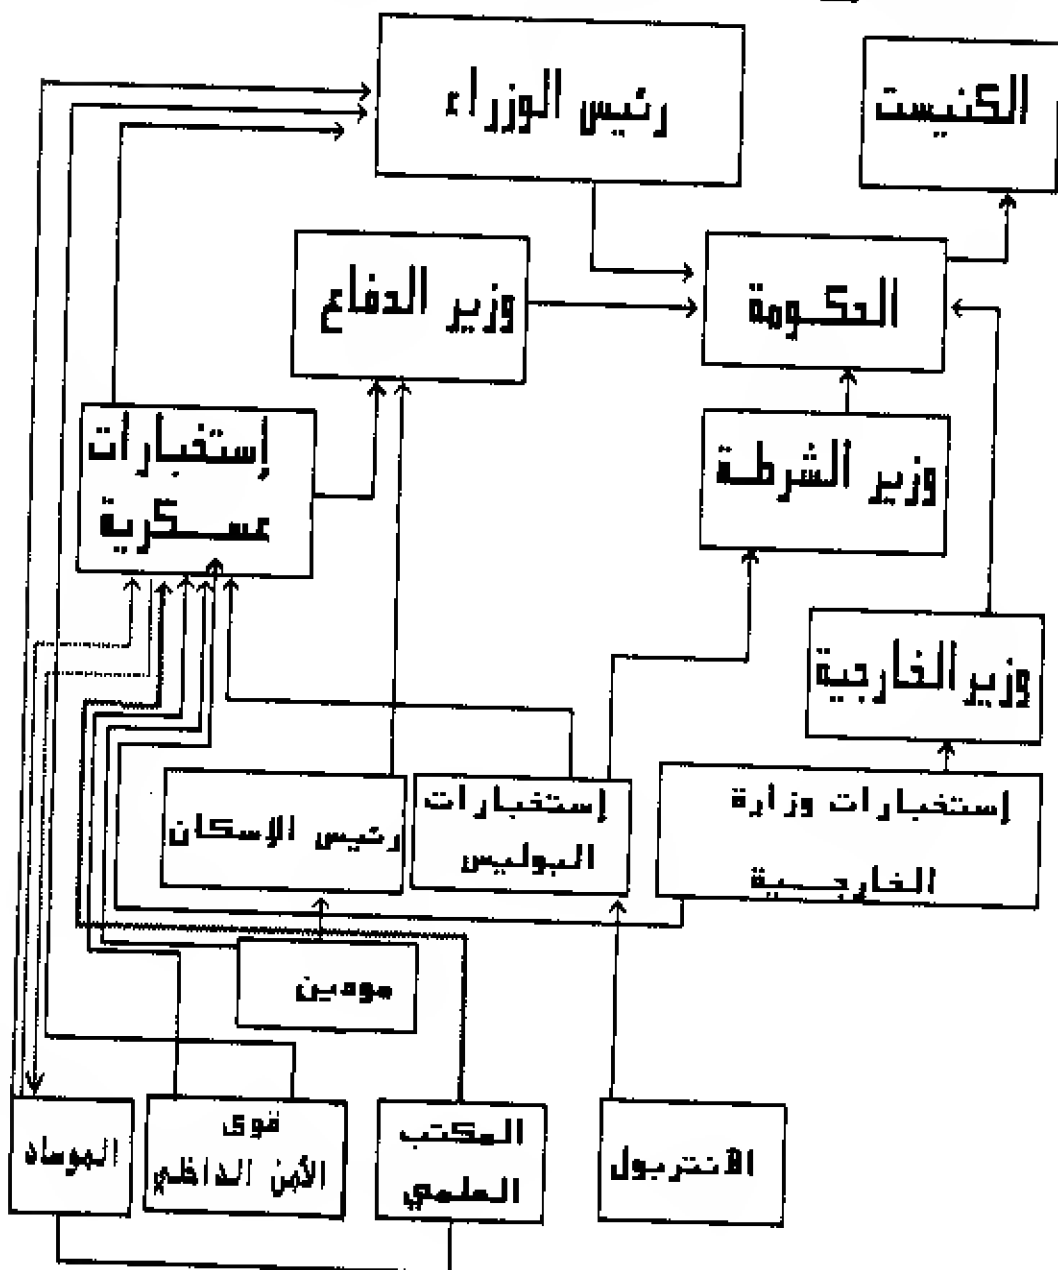 الكنيست
رئيس الوزراء
الحكومة
وزير الدفاع
وزير الشرطة
إستخبارات
عسكرية
وزير الخارجية
إستخبارات وزارة
الخارجية
إستخبارات
البوليس
رئيس الإسكان
مودين
الانتربول
المكتب
العلمي
قوى
الأمن الداخلي
الموساد